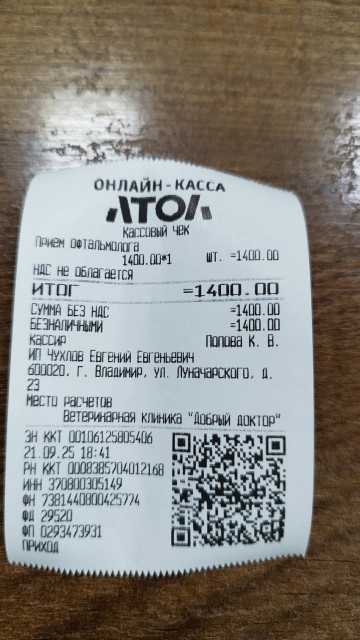 ОНЛАЙН-КАССА
АТОЛ
Кассовый чек
Прием офтальмолога
1400.00*1 шт. =1400.00
НДС не облагается
ИТОГ =1400.00
СУММА БЕЗ НДС =1400.00
БЕЗНАЛИЧНЫМИ =1400.00
Кассир Попова К. В.
ИП Чухлов Евгений Евгеньевич
600020, Г. Владимир, ул. Луначарского, д.
23
Место расчетов
Ветеринарная клиника "Добрый доктор"
ЗН ККТ 00106125805406
21.09.25 18:41
РН ККТ 0008385704012168
ИНН 370800305149
ФН 7381440800425774
ФД 29520
ФП 0293473931
ПРИХОД